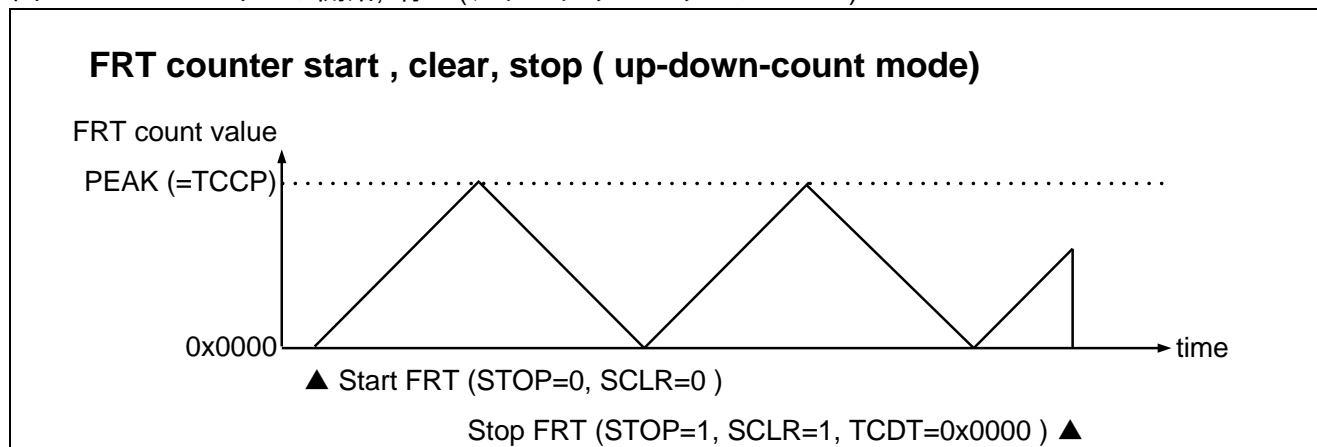 FRT counter start , clear, stop ( up-down-count mode)
FRT count value
PEAK (=TCCP)
0x0000
time
▲ Start FRT (STOP=0, SCLR=0 )
Stop FRT (STOP=1, SCLR=1, TCDT=0x0000 ) ▲